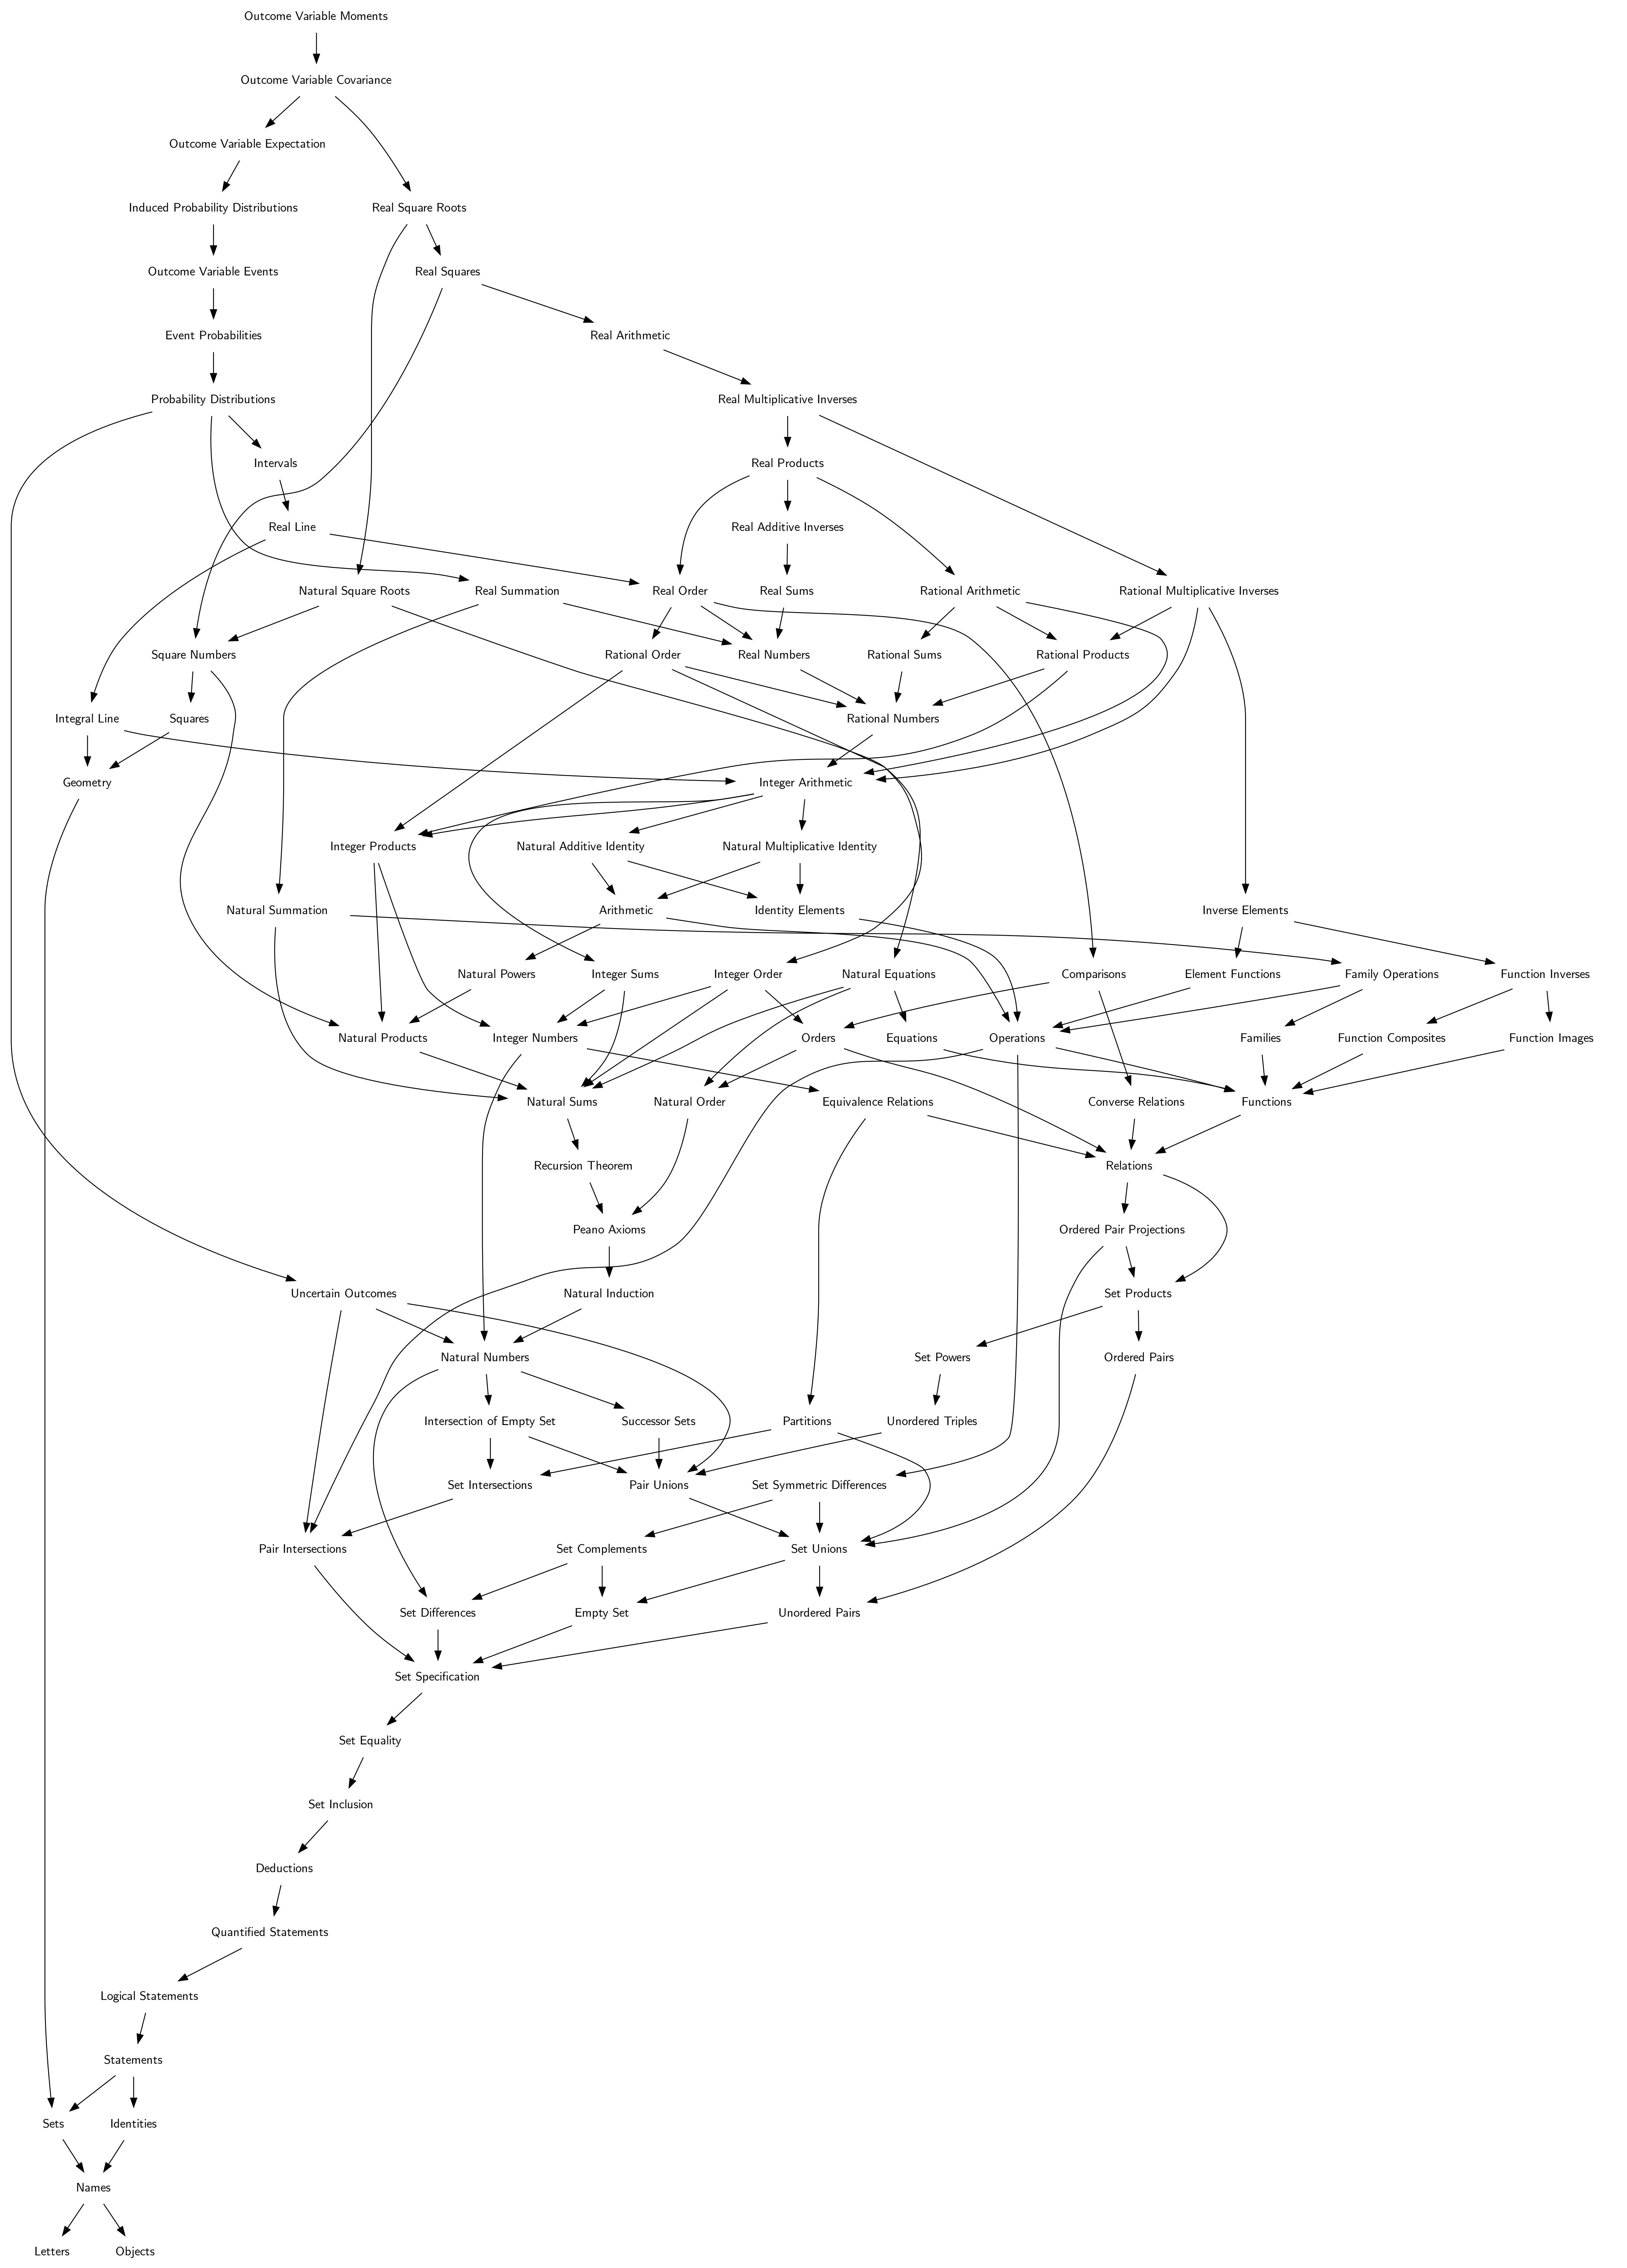 Outcome Variable Moments
Outcome Variable Covariance
Outcome Variable Expectation
Induced Probability Distributions
Real Square Roots
Outcome Variable Events
Real Squares
Event Probabilities
Real Arithmetic
Probability Distributions
Real Multiplicative Inverses
Intervals
Real Products
Real Line
Real Additive Inverses
Natural Square Roots
Real Summation
Real Order
Real Sums
Rational Arithmetic
Rational Multiplicative Inverses
Square Numbers
Rational Order
Real Numbers
Rational Sums
Rational Products
Integral Line
Squares
Rational Numbers
Geometry
Integer Arithmetic
Integer Products
Natural Additive Identity
Natural Multiplicative Identity
Natural Summation
Arithmetic
Identity Elements
Inverse Elements
Natural Powers
Integer Sums
Integer Order
Natural Equations
Comparisons
Element Functions
Family Operations
Function Inverses
Natural Products
Integer Numbers
Orders
Equations
Operations
Families
Function Composites
Function Images
Natural Sums
Natural Order
Equivalence Relations
Converse Relations
Functions
Recursion Theorem
Relations
Peano Axioms
Ordered Pair Projections
Uncertain Outcomes
Natural Induction
Set Products
Natural Numbers
Set Powers
Ordered Pairs
Intersection of Empty Set
Successor Sets
Partitions
Unordered Triples
Set Intersections
Pair Unions
Set Symmetric Differences
Pair Intersections
Set Complements
Set Unions
Set Differences
Empty Set
Unordered Pairs
Set Specification
Set Equality
Set Inclusion
Deductions
Quantified Statements
Logical Statements
Statements
Sets
Identities
Names
Letters
Objects